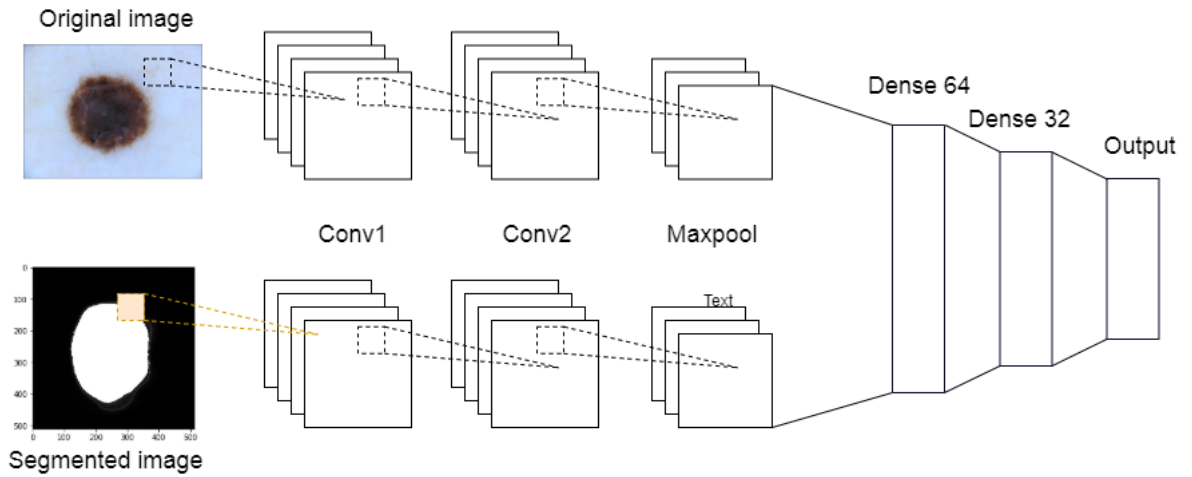 Original image
Dense 64
Dense 32
Output
Conv1
Conv2
Maxpool
Text
0
100
200
300
400
500
0
100
200
300
400
500
Segmented image